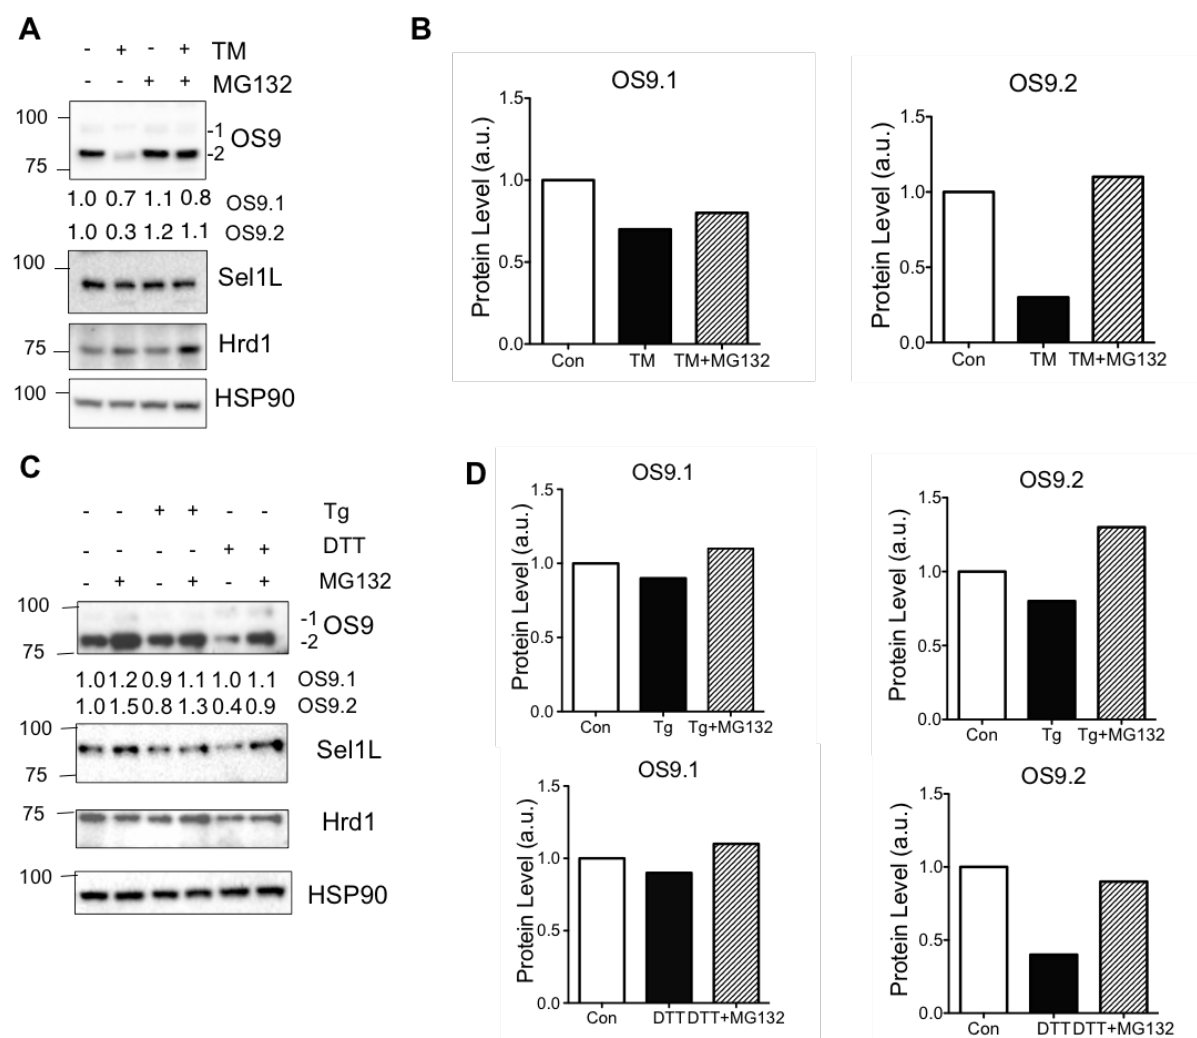 A
- + - + TM
- - + + MG132
100
75
-1
-2
OS9
1.0 0.7 1.1 0.8 OS9.1
1.0 0.3 1.2 1.1 OS9.2
100
Sel1L
75
Hrd1
100
HSP90
B
OS9.1
Protein Level (a.u.)
1.5
1.0
0.5
0.0
Con TM TM+MG132
OS9.2
Protein Level (a.u.)
1.5
1.0
0.5
0.0
Con TM TM+MG132
C
- - + + - - Tg
- - - - + + DTT
- + - + - + MG132
100
75
-1
-2
OS9
1.0 1.2 0.9 1.1 1.0 1.1 OS9.1
1.0 1.5 0.8 1.3 0.4 0.9 OS9.2
100
75
Sel1L
75
Hrd1
100
HSP90
D
OS9.1
Protein Level (a.u.)
1.5
1.0
0.5
0.0
Con Tg Tg+MG132
OS9.2
Protein Level (a.u.)
1.5
1.0
0.5
0.0
Con Tg Tg+MG132
OS9.1
Protein Level (a.u.)
1.5
1.0
0.5
0.0
Con DTT DTT+MG132
OS9.2
Protein Level (a.u.)
1.5
1.0
0.5
0.0
Con DTT DTT+MG132